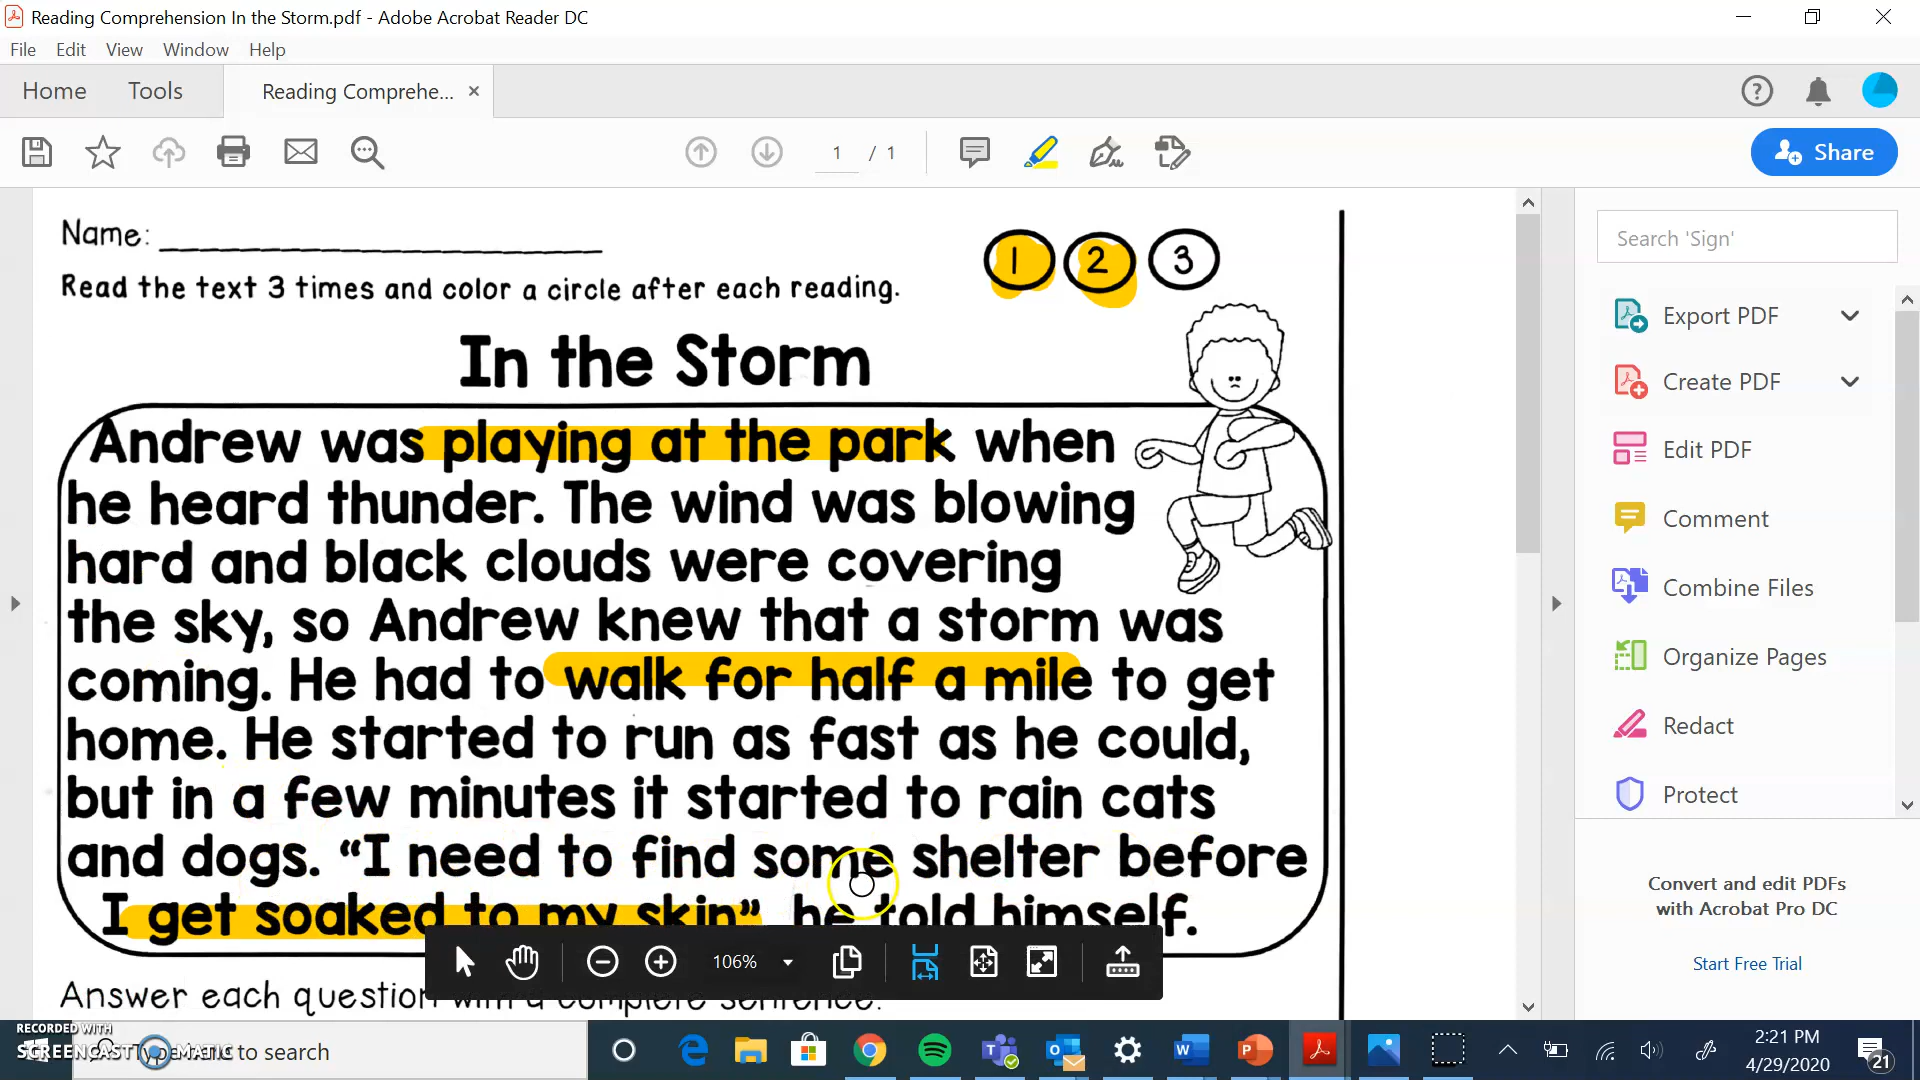 Reading Comprehension In the Storm.pdf - Adobe Acrobat Reader DC
File Edit View Window Help
Home Tools Reading Comprehe... ×
1 / 1 Share
Name:
Read the text 3 times and color a circle after each reading.
1 2 3
In the Storm
Andrew was playing at the park when
he heard thunder. The wind was blowing
hard and black clouds were covering
the sky, so Andrew knew that a storm was
coming. He had to walk for half a mile to get
home. He started to run as fast as he could,
but in a few minutes it started to rain cats
and dogs. “I need to find some shelter before
I get soaked to my skin” he told himself.
Answer each question with a complete sentence.
106%
Search 'Sign'
Export PDF
Create PDF
Edit PDF
Comment
Combine Files
Organize Pages
Redact
Protect
Convert and edit PDFs
with Acrobat Pro DC
Start Free Trial
RECORDED WITH
SCREENCAST MATIC
to search
2:21 PM
4/29/2020
21